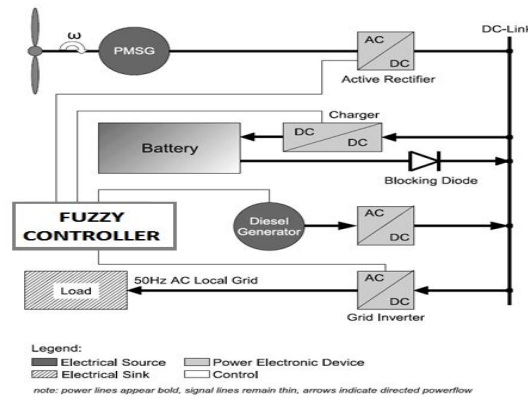 ω
PMSG
AC
DC
Active Rectifier
DC-Link
Charger
DC
DC
Battery
Blocking Diode
FUZZY
CONTROLLER
Diesel
Generator
AC
DC
Load
50Hz AC Local Grid
AC
DC
Grid Inverter
Legend:
Electrical Source
Power Electronic Device
Electrical Sink
Control
note: power lines appear bold, signal lines remain thin, arrows indicate directed powerflow